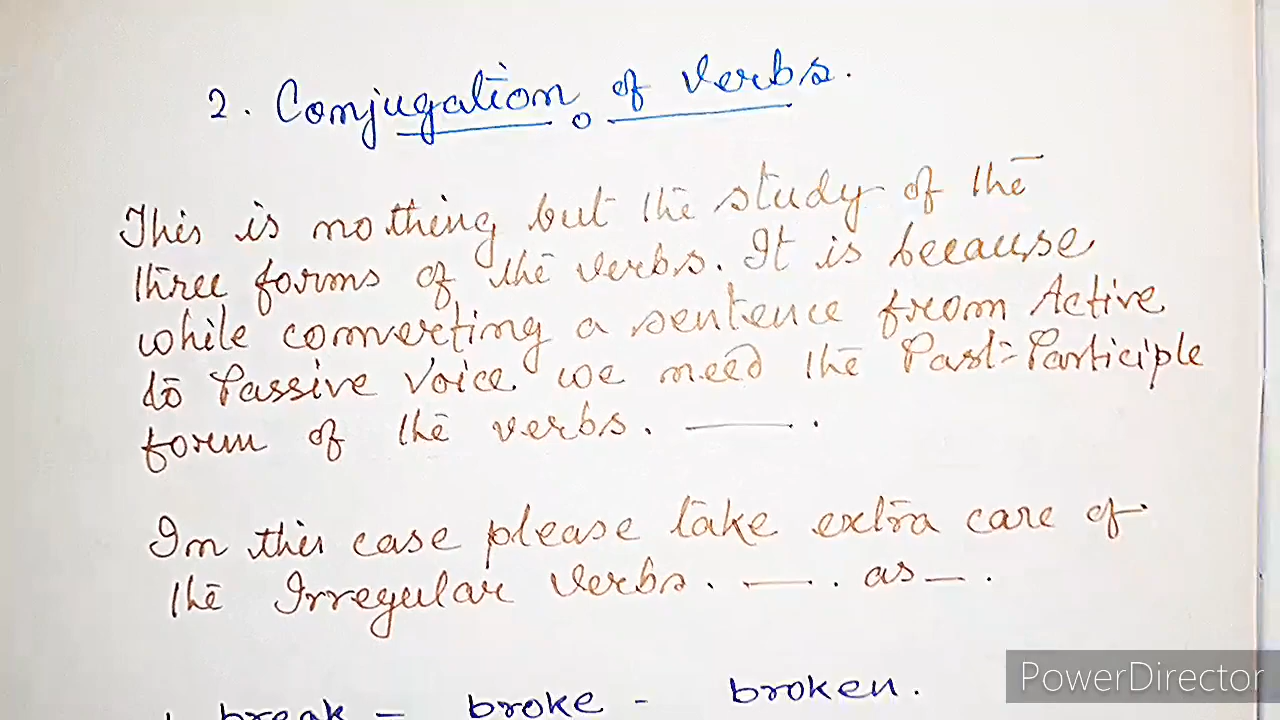 2. Conjugation of Verbs.
This is nothing but the study of the
three forms of the verbs. It is because
while converting a sentence from Active
to Passive Voice we need the Past-Participle
form of the verbs. ——.
In this case please take extra care of
the Irregular Verbs. ——. as —.
break - broke - broken.
PowerDirector